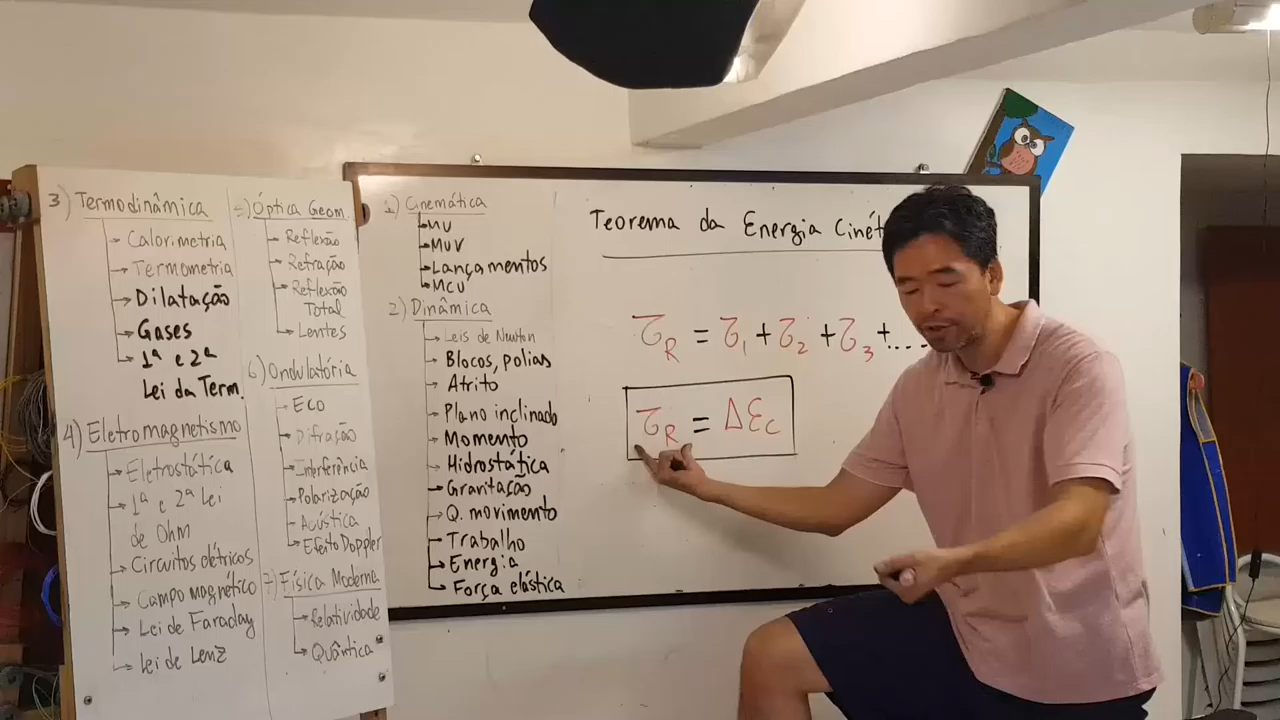 3) Termodinâmica
Calorimetria
Termometria
Dilatação
Gases
1ª e 2ª
Lei da Term.
4) Eletromagnetismo
Eletrostática
1ª e 2ª Lei
de Ohm
Circuitos elétricos
Campo magnético
Lei de Faraday
Lei de Lenz
5) Óptica Geom.
Reflexão
Refração
Reflexão
Total
Lentes
6) Ondulatória
Eco
Difração
Interferência
Polarização
Acústica
Efeito Doppler
7) Física Moderna
Relatividade
Quântica
1) Cinemática
MU
MUV
Lançamentos
MCU
2) Dinâmica
Leis de Newton
Blocos, polias
Atrito
Plano inclinado
Momento
Hidrostática
Gravitação
Q. movimento
Trabalho
Energia
Força elástica
Teorema da Energia Cinét
τR = τ1 + τ2 + τ3 + ....
τR = ΔEc